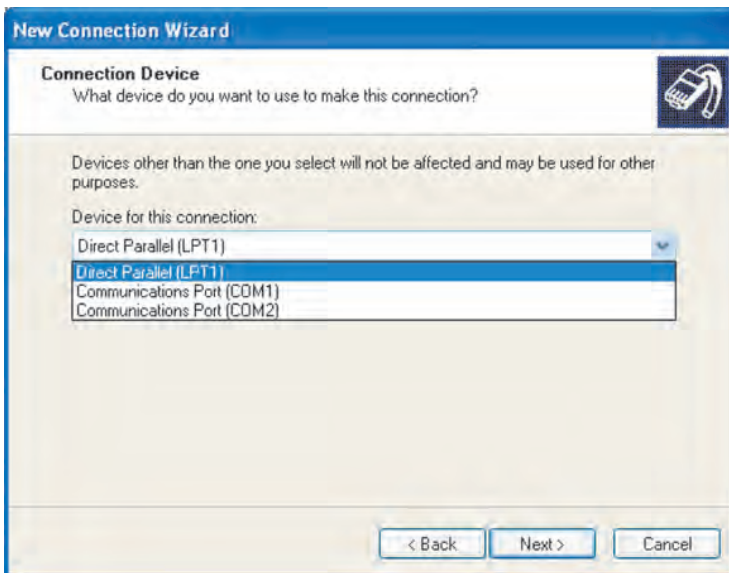 New Connection Wizard
Connection Device
What device do you want to use to make this connection?
Devices other than the one you select will not be affected and may be used for other
purposes.
Device for this connection:
Direct Parallel (LPT1)
Direct Parallel (LPT1)
Communications Port (COM1)
Communications Port (COM2)
< Back
Next >
Cancel